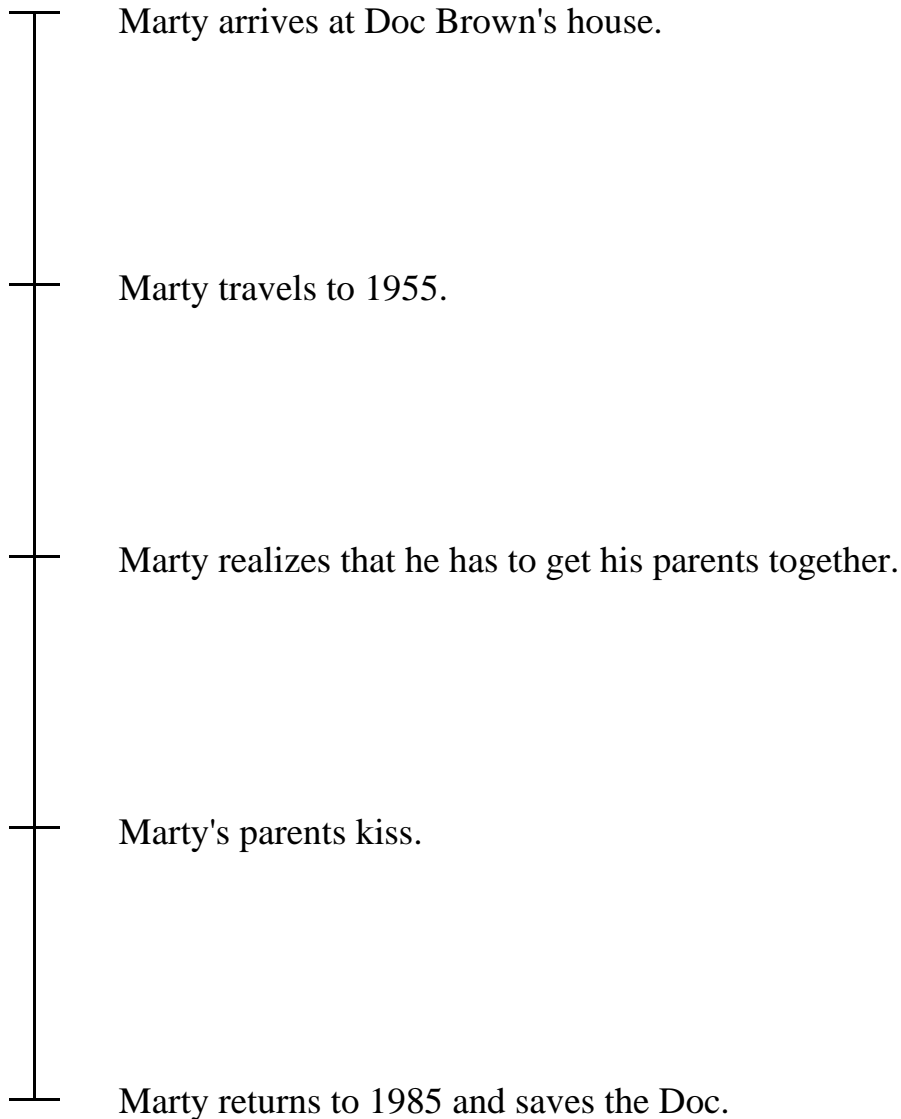 Marty arrives at Doc Brown's house.
Marty travels to 1955.
Marty realizes that he has to get his parents together.
Marty's parents kiss.
Marty returns to 1985 and saves the Doc.